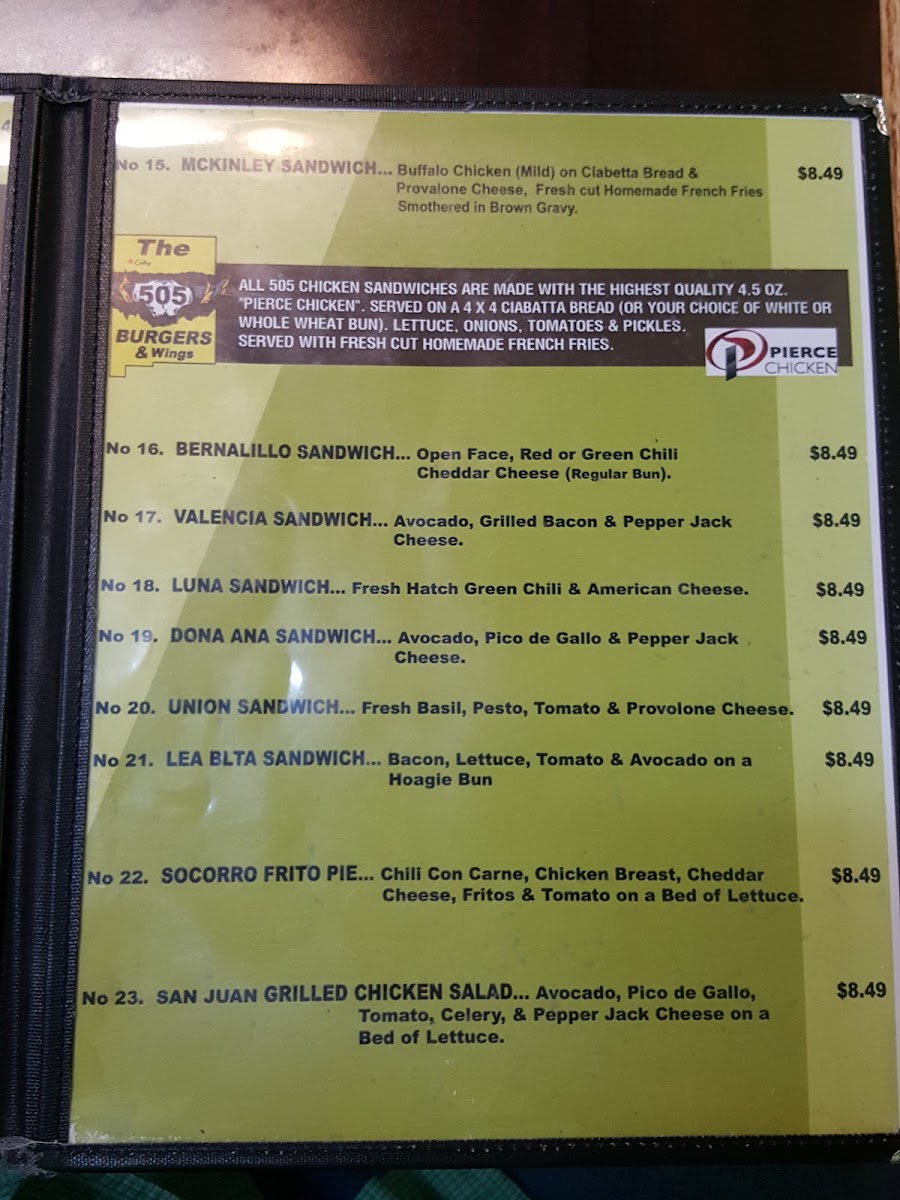 No 15. MCKINLEY SANDWICH... Buffalo Chicken (Mild) on Ciabetta Bread & $8.49
Provalone Cheese, Fresh cut Homemade French Fries
Smothered in Brown Gravy.
The
505
BURGERS
& Wings
ALL 505 CHICKEN SANDWICHES ARE MADE WITH THE HIGHEST QUALITY 4.5 OZ.
"PIERCE CHICKEN". SERVED ON A 4 X 4 CIABATTA BREAD (OR YOUR CHOICE OF WHITE OR
WHOLE WHEAT BUN). LETTUCE, ONIONS, TOMATOES & PICKLES.
SERVED WITH FRESH CUT HOMEMADE FRENCH FRIES.
PIERCE
CHICKEN
No 16. BERNALILLO SANDWICH... Open Face, Red or Green Chili $8.49
Cheddar Cheese (Regular Bun).
No 17. VALENCIA SANDWICH... Avocado, Grilled Bacon & Pepper Jack $8.49
Cheese.
No 18. LUNA SANDWICH... Fresh Hatch Green Chili & American Cheese. $8.49
No 19. DONA ANA SANDWICH... Avocado, Pico de Gallo & Pepper Jack $8.49
Cheese.
No 20. UNION SANDWICH... Fresh Basil, Pesto, Tomato & Provolone Cheese. $8.49
No 21. LEA BLTA SANDWICH... Bacon, Lettuce, Tomato & Avocado on a $8.49
Hoagie Bun
No 22. SOCORRO FRITO PIE... Chili Con Carne, Chicken Breast, Cheddar $8.49
Cheese, Fritos & Tomato on a Bed of Lettuce.
No 23. SAN JUAN GRILLED CHICKEN SALAD... Avocado, Pico de Gallo, $8.49
Tomato, Celery, & Pepper Jack Cheese on a
Bed of Lettuce.